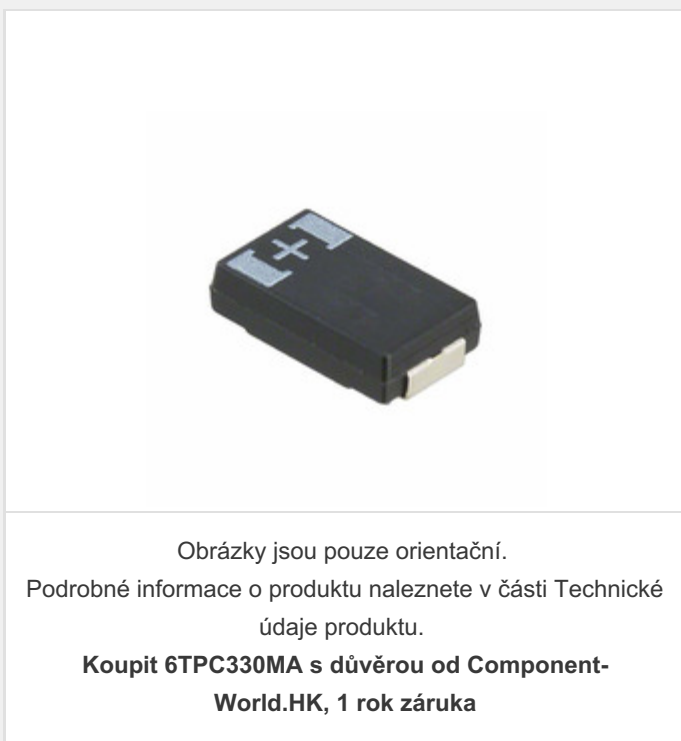 Obrázky jsou pouze orientační.
Podrobné informace o produktu naleznete v části Technické
údaje produktu.
Koupit 6TPC330MA s důvěrou od Component-
World.HK, 1 rok záruka